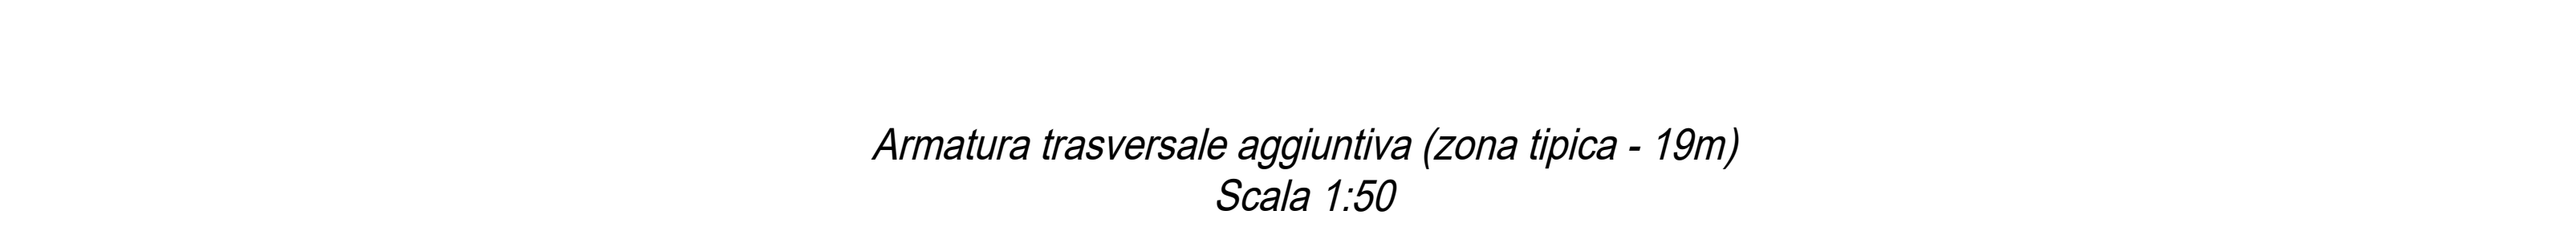 Armatura trasversale aggiuntiva (zona tipica - 19m)
Scala 1:50